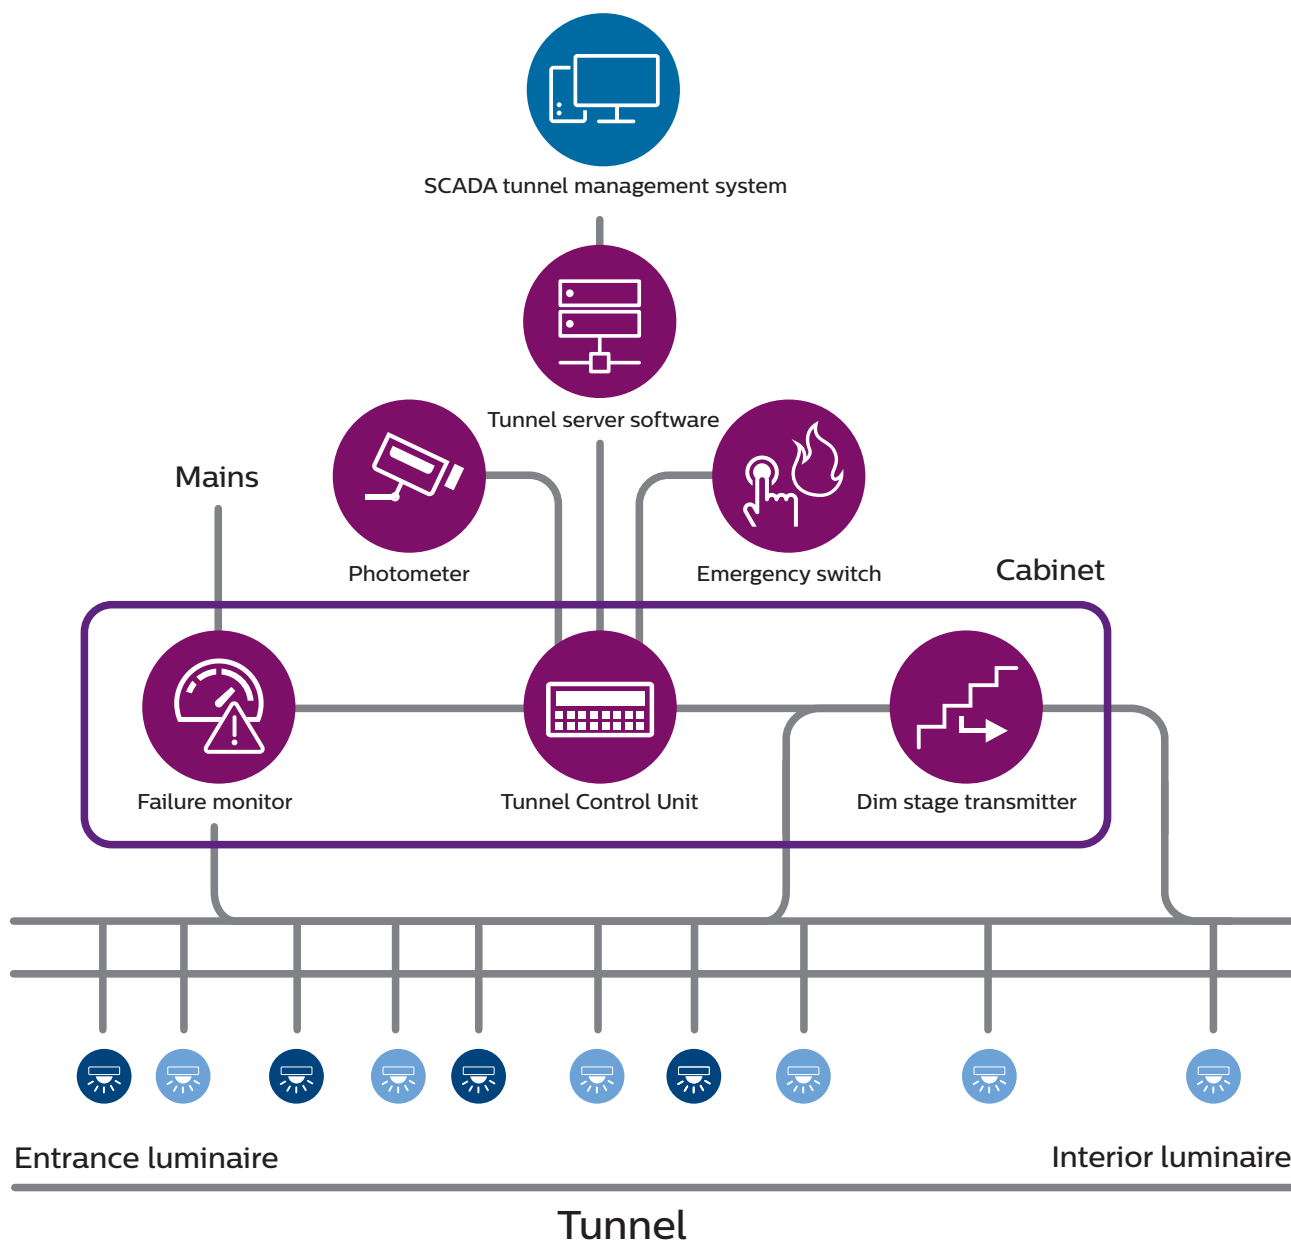 SCADA tunnel management system
Tunnel server software
Mains
Photometer
Emergency switch
Cabinet
Failure monitor
Tunnel Control Unit
Dim stage transmitter
Entrance luminaire
Interior luminaire
Tunnel